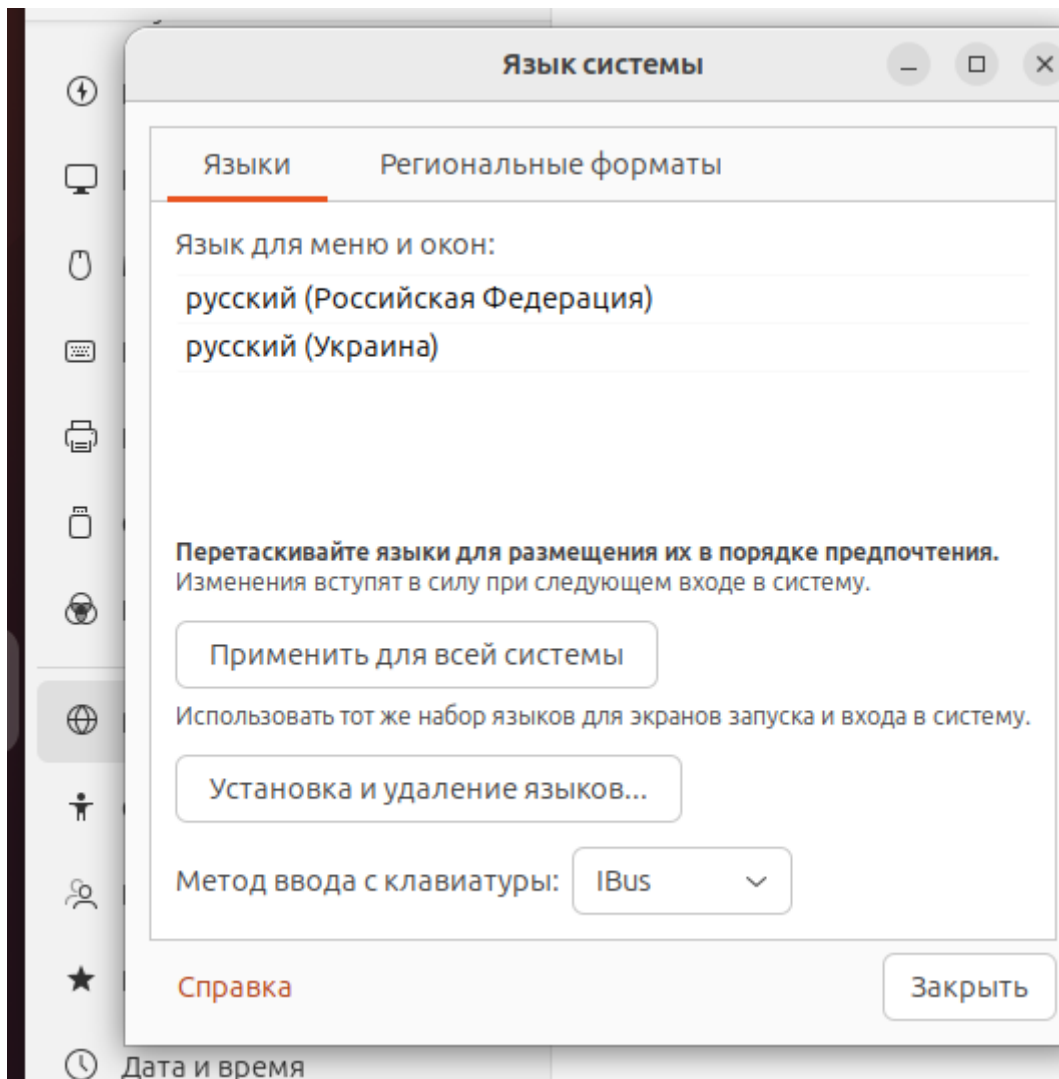 Язык системы
Языки
Региональные форматы
Язык для меню и окон:
русский (Российская Федерация)
русский (Украина)
Перетаскивайте языки для размещения их в порядке предпочтения.
Изменения вступят в силу при следующем входе в систему.
Применить для всей системы
Использовать тот же набор языков для экранов запуска и входа в систему.
Установка и удаление языков...
Метод ввода с клавиатуры:
IBus
Справка
Закрыть
Дата и время